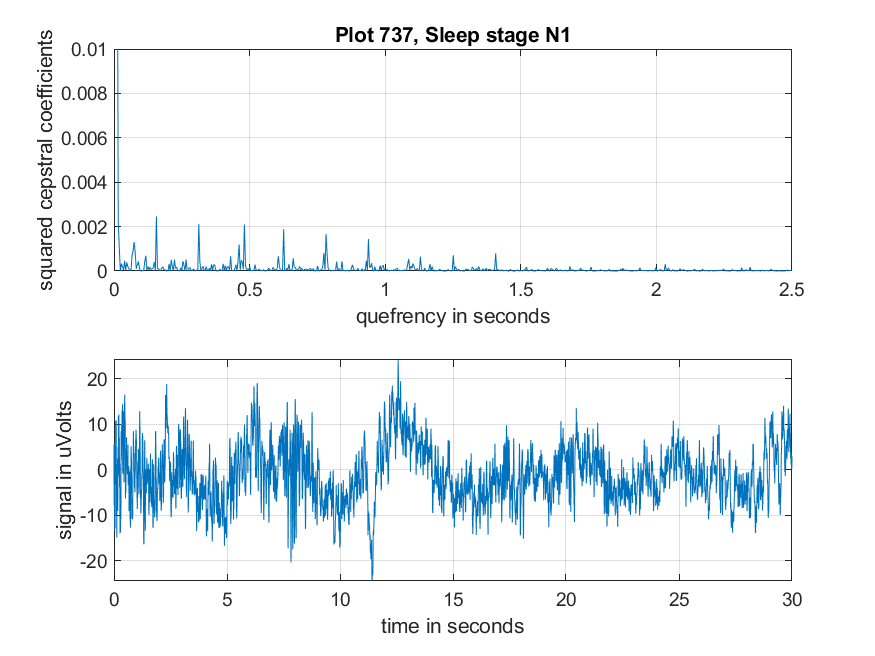 Plot 737, Sleep stage N1
squared cepstral coefficients
0.01
0.008
0.006
0.004
0.002
0
0 0.5 1 1.5 2 2.5
quefrency in seconds
signal in uVolts
20
10
0
-10
-20
0 5 10 15 20 25 30
time in seconds